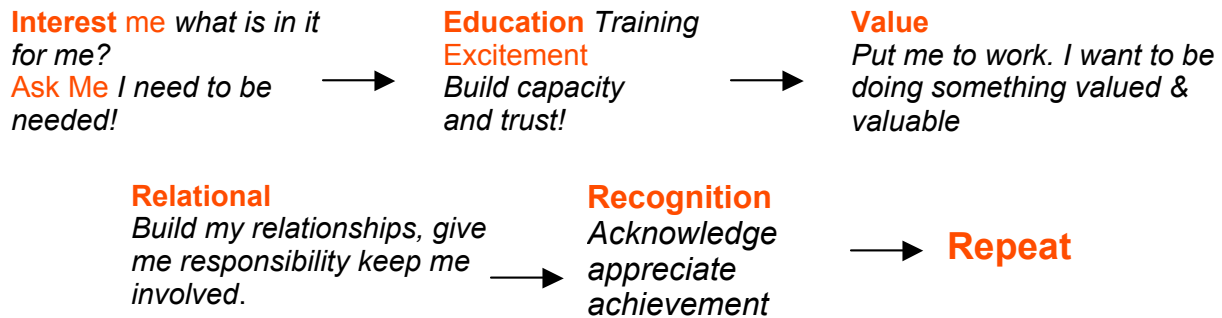 Interest me what is in it
for me?
Ask Me I need to be
needed!
Education Training
Excitement
Build capacity
and trust!
Value
Put me to work. I want to be
doing something valued &
valuable
Relational
Build my relationships, give
me responsibility keep me
involved.
Recognition
Acknowledge
appreciate
achievement
Repeat